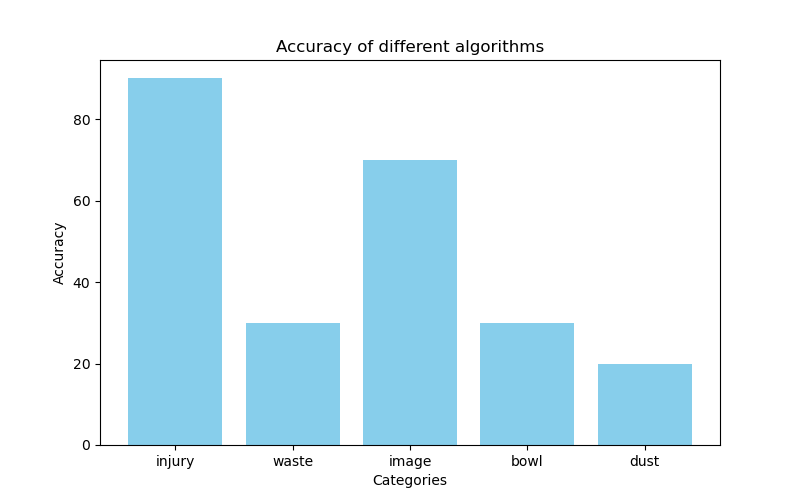 Accuracy of different algorithms
Accuracy
80
60
40
20
0
injury waste image bowl dust
Categories